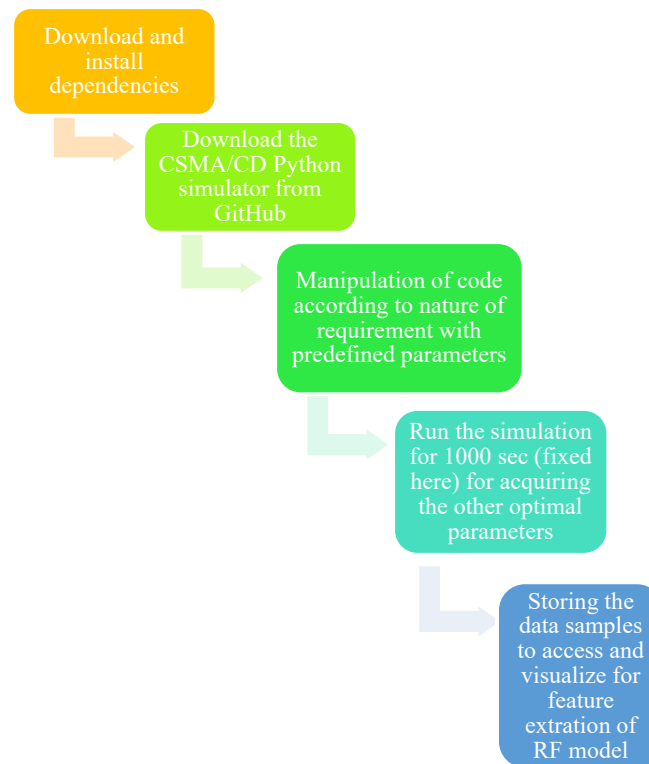 Download and
install
dependencies
Download the
CSMA/CD Python
simulator from
GitHub
Manipulation of code
according to nature of
requirement with
predefined parameters
Run the simulation
for 1000 sec (fixed
here) for acquiring
the other optimal
parameters
Storing the
data samples
to access and
visualize for
feature
extration of
RF model